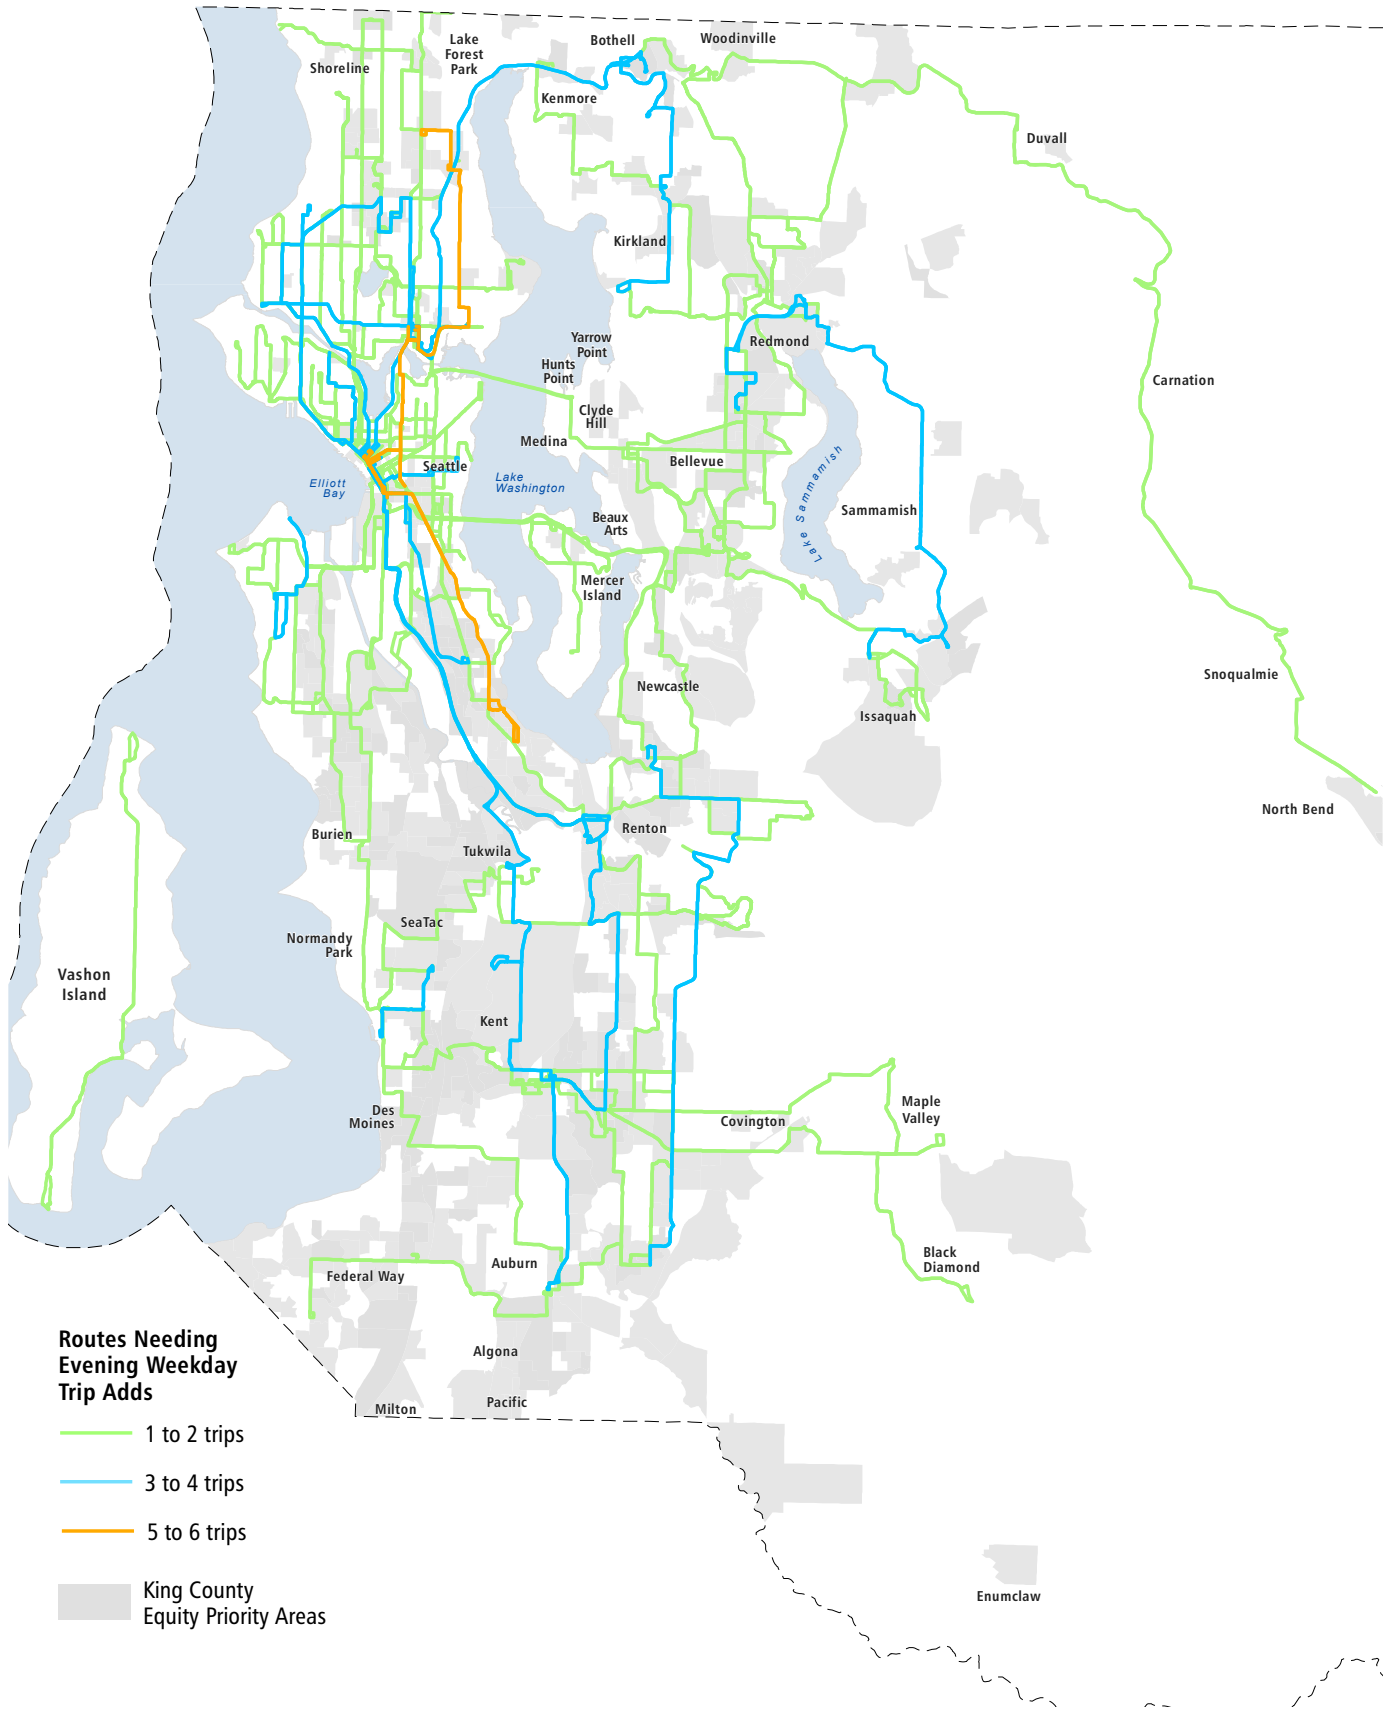 Lake
Forest
Park
Bothell
Woodinville
Shoreline
Kenmore
Duvall
Kirkland
Yarrow
Point
Redmond
Hunts
Point
Carnation
Clyde
Hill
Medina
Seattle
Bellevue
Elliott
Bay
Lake
Washington
Lake Sammamish
Sammamish
Beaux
Arts
Mercer
Island
Snoqualmie
Newcastle
Issaquah
North Bend
Burien
Renton
Tukwila
SeaTac
Normandy
Park
Vashon
Island
Kent
Des
Moines
Maple
Valley
Covington
Black
Diamond
Auburn
Federal Way
Algona
Pacific
Milton
Enumclaw
Routes Needing
Evening Weekday
Trip Adds
1 to 2 trips
3 to 4 trips
5 to 6 trips
King County
Equity Priority Areas